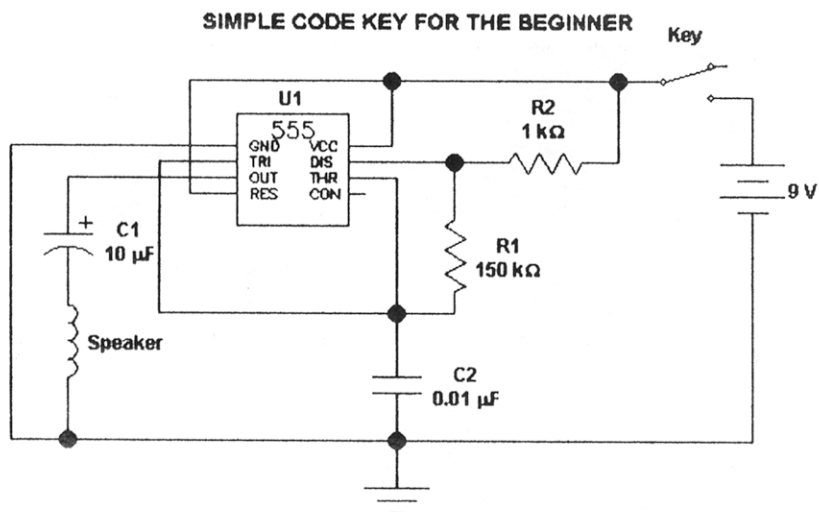 SIMPLE CODE KEY FOR THE BEGINNER
Key
U1
555
GND VCC
TRI DIS
OUT THR
RES CON
R2
1 kΩ
9 V
+
C1
10 µF
R1
150 kΩ
Speaker
C2
0.01 µF